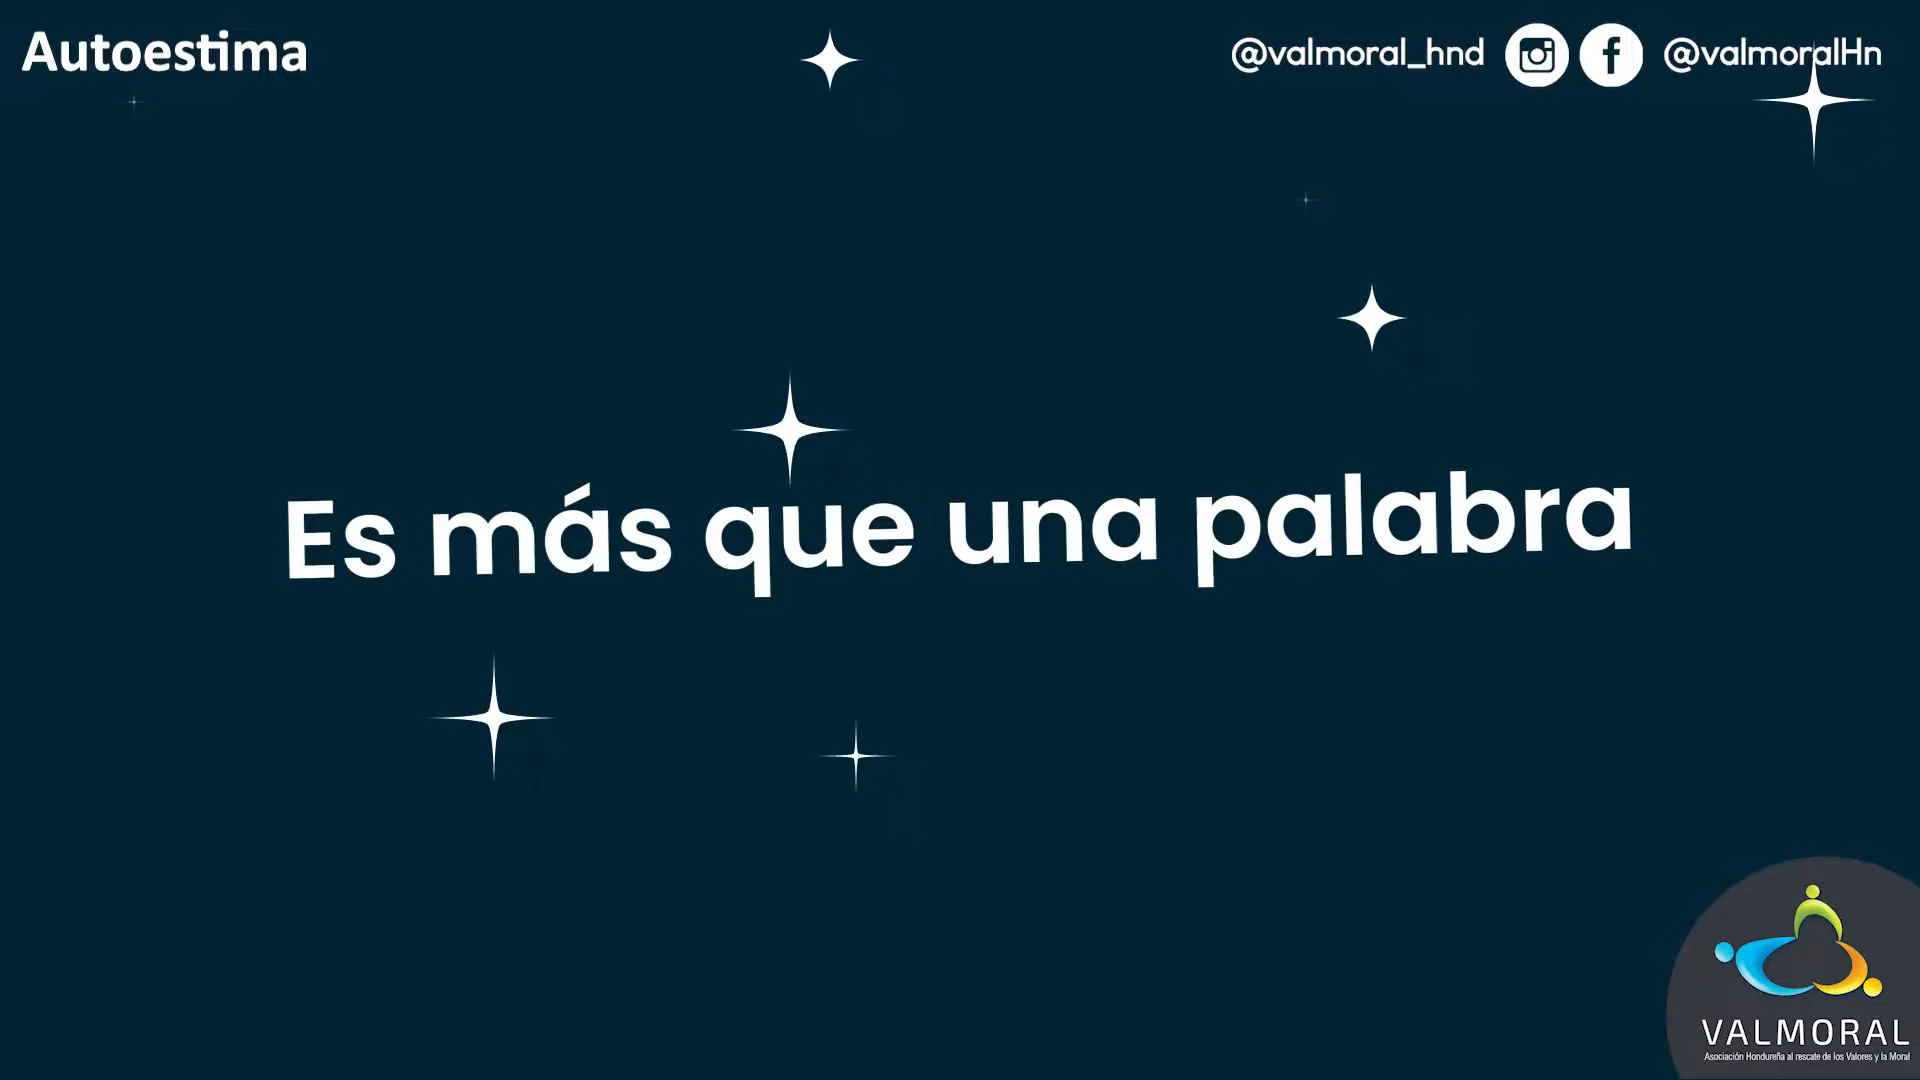 Autoestima
@valmoral_hnd
@valmoralHn
Es más que una palabra
VALMORAL
Asociación Hondureña al rescate de los Valores y la Moral